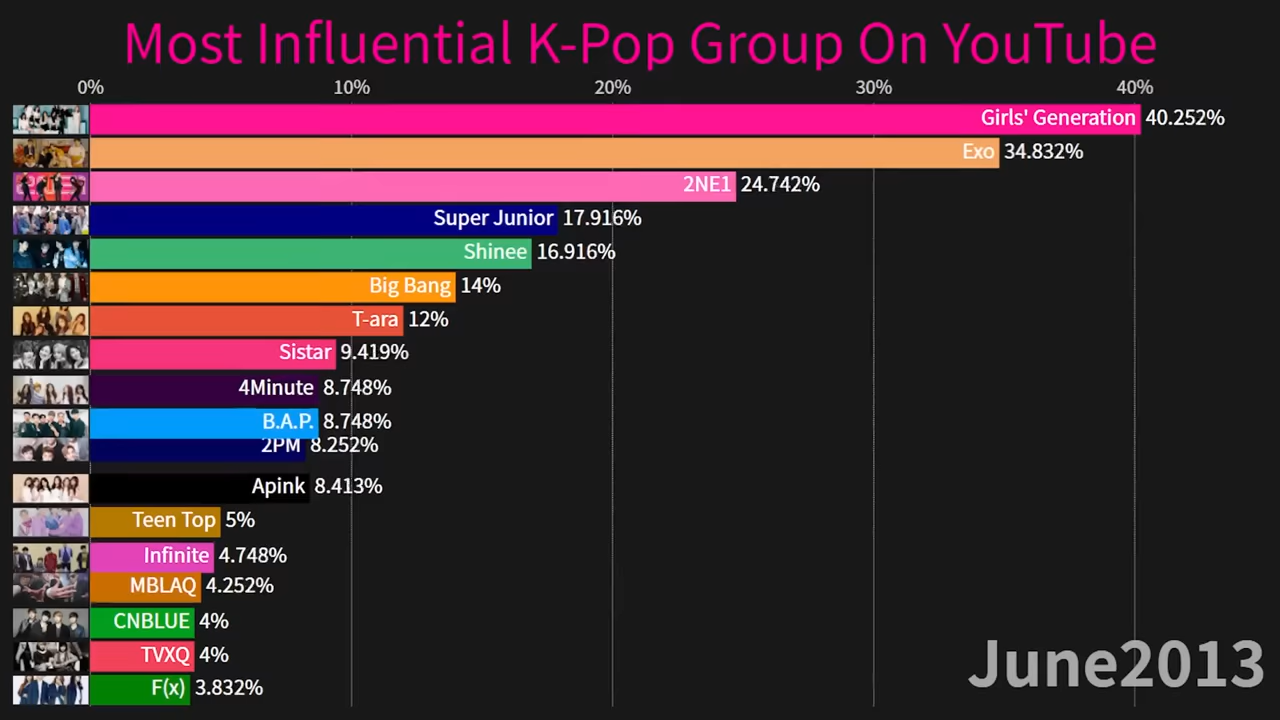 Most Influential K-Pop Group On YouTube
0% 10% 20% 30% 40%
Girls' Generation 40.252%
Exo 34.832%
2NE1 24.742%
Super Junior 17.916%
Shinee 16.916%
Big Bang 14%
T-ara 12%
Sistar 9.419%
4Minute 8.748%
B.A.P. 8.748%
2PM 8.252%
Apink 8.413%
Teen Top 5%
Infinite 4.748%
MBLAQ 4.252%
CNBLUE 4%
TVXQ 4%
F(x) 3.832%
June2013